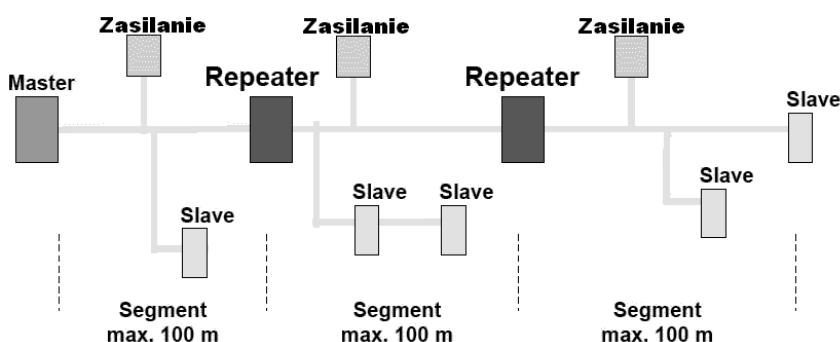 Zasilanie
Zasilanie
Zasilanie
Master
Repeater
Repeater
Slave
Slave
Slave
Slave
Slave
Segment
max. 100 m
Segment
max. 100 m
Segment
max. 100 m